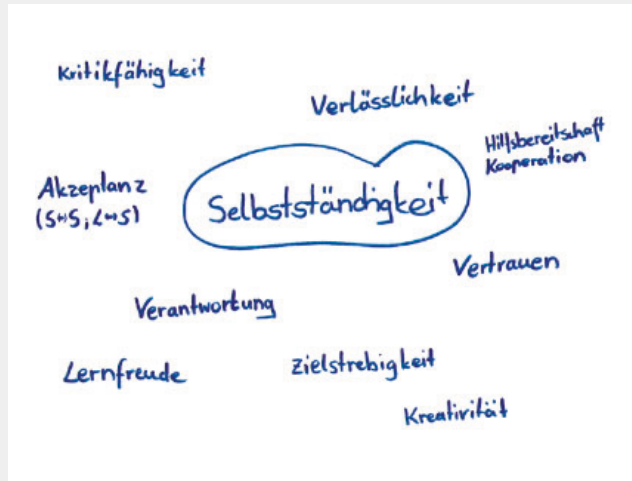 Kritikfähigkeit
Verlässlichkeit
Hilfsbereitschaft
Kooperation
Akzeptanz
(S↔S; L↔S)
Selbstständigkeit
Vertrauen
Verantwortung
Lernfreude
Zielstrebigkeit
Kreativität